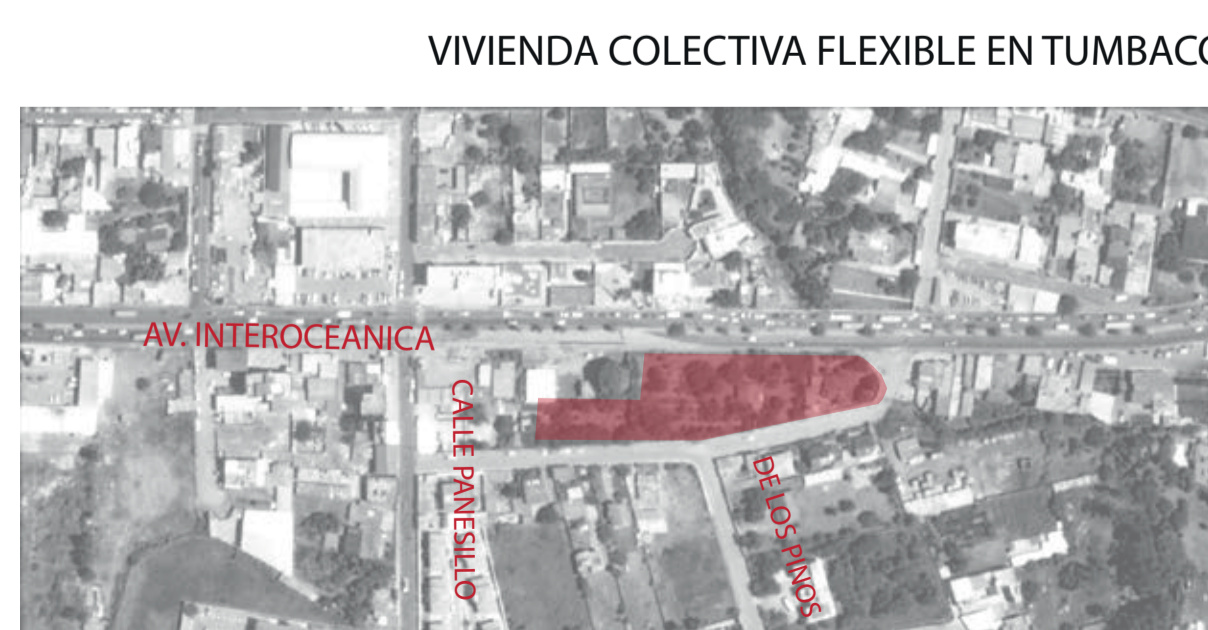 VIVIENDA COLECTIVA FLEXIBLE EN TUMBACO
AV. INTEROCEANICA
CALLE PANESILLO
DE LOS PINOS